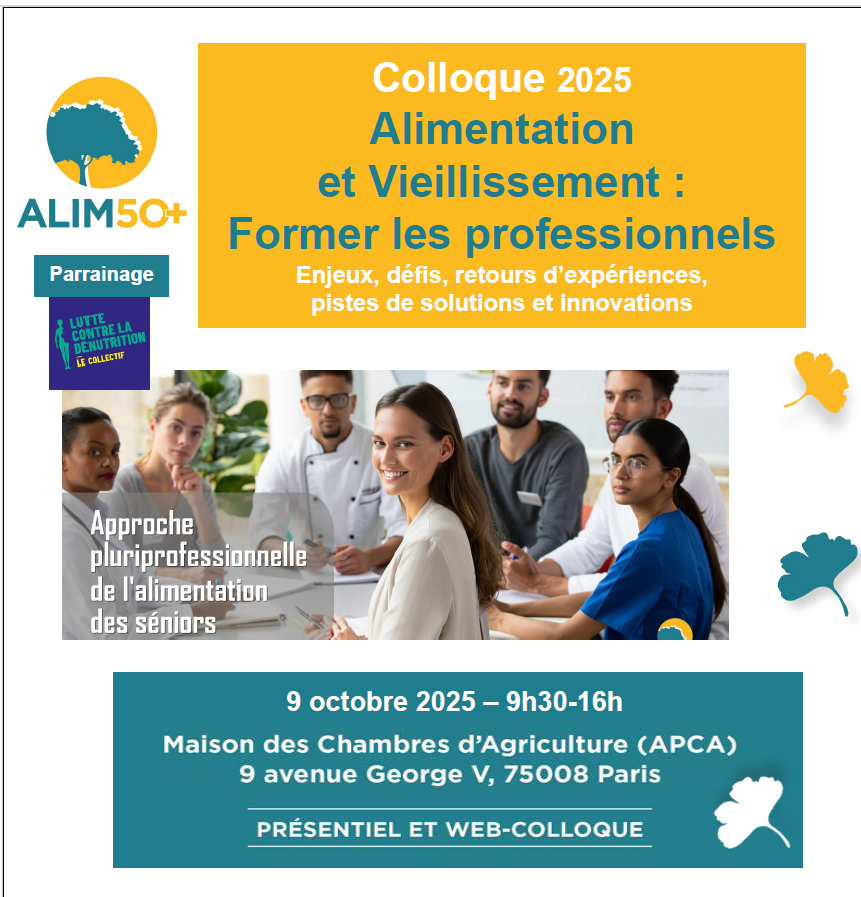 Colloque 2025
Alimentation
et Vieillissement :
Former les professionnels
Enjeux, défis, retours d'expériences,
pistes de solutions et innovations
ALIM50+
Parrainage
LUTTE
CONTRE LA
DÉNUTRITION
LE COLLECTIF
Approche
pluriprofessionnelle
de l'alimentation
des séniors
9 octobre 2025 – 9h30-16h
Maison des Chambres d'Agriculture (APCA)
9 avenue George V, 75008 Paris
PRÉSENTIEL ET WEB-COLLOQUE